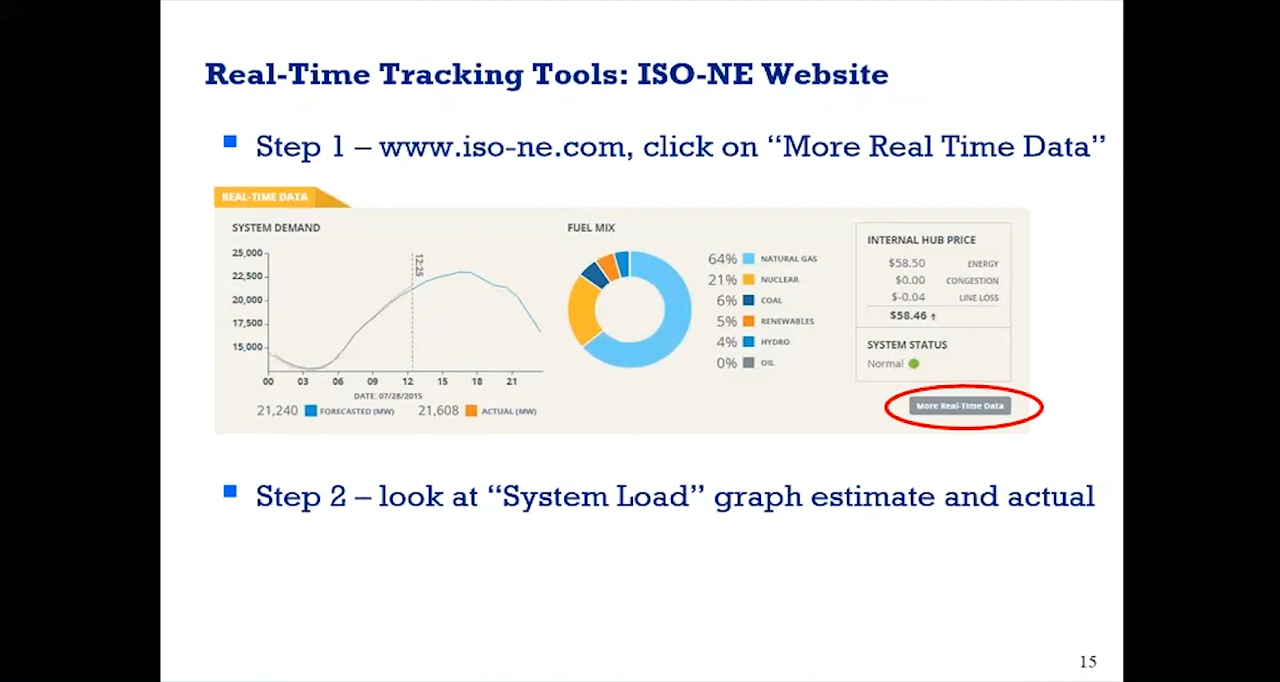 Real-Time Tracking Tools: ISO-NE Website
Step 1 – www.iso-ne.com, click on “More Real Time Data”
REAL-TIME DATA
SYSTEM DEMAND
25,000
22,500
20,000
17,500
15,000
12:25
00 03 06 09 12 15 18 21
DATE: 07/28/2015
21,240 FORECASTED (MW) 21,608 ACTUAL (MW)
FUEL MIX
64% NATURAL GAS
21% NUCLEAR
6% COAL
5% RENEWABLES
4% HYDRO
0% OIL
INTERNAL HUB PRICE
$58.50 ENERGY
$0.00 CONGESTION
$-0.04 LINE LOSS
$58.46 ↑
SYSTEM STATUS
Normal
More Real-Time Data
Step 2 – look at “System Load” graph estimate and actual
15